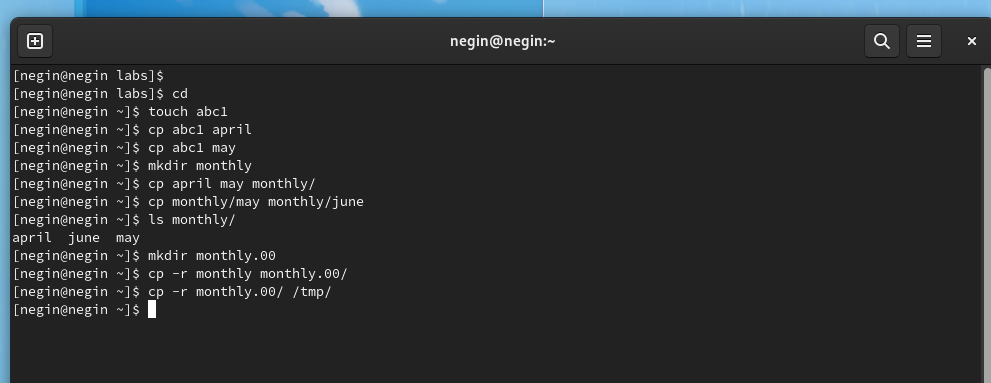 negin@negin:~
[negin@negin labs]$
[negin@negin labs]$ cd
[negin@negin ~]$ touch abc1
[negin@negin ~]$ cp abc1 april
[negin@negin ~]$ cp abc1 may
[negin@negin ~]$ mkdir monthly
[negin@negin ~]$ cp april may monthly/
[negin@negin ~]$ cp monthly/may monthly/june
[negin@negin ~]$ ls monthly/
april  june  may
[negin@negin ~]$ mkdir monthly.00
[negin@negin ~]$ cp -r monthly monthly.00/
[negin@negin ~]$ cp -r monthly.00/ /tmp/
[negin@negin ~]$